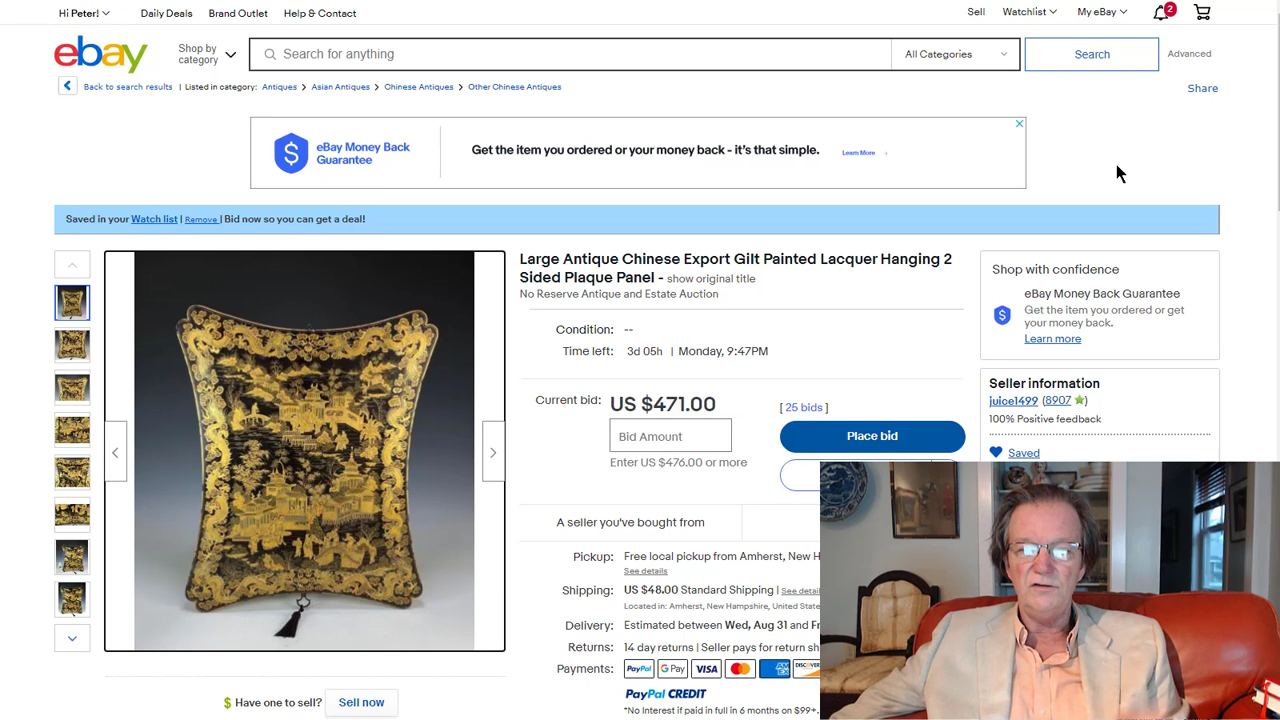 Hi Peter! Daily Deals Brand Outlet Help & Contact Sell Watchlist My eBay 2
ebay Shop by category Search for anything All Categories Search Advanced
Back to search results | Listed in category: Antiques > Asian Antiques > Chinese Antiques > Other Chinese Antiques Share
eBay Money Back Guarantee Get the item you ordered or your money back - it's that simple. Learn More
Saved in your Watch list | Remove | Bid now so you can get a deal!
Large Antique Chinese Export Gilt Painted Lacquer Hanging 2
Sided Plaque Panel - show original title
No Reserve Antique and Estate Auction
Condition: --
Time left: 3d 05h | Monday, 9:47PM
Current bid: US $471.00 [ 25 bids ]
Bid Amount Place bid
Enter US $476.00 or more
A seller you've bought from
Pickup: Free local pickup from Amherst, New H
See details
Shipping: US $48.00 Standard Shipping | See detai
Located in: Amherst, New Hampshire, United State
Delivery: Estimated between Wed, Aug 31 and Fr
Returns: 14 day returns | Seller pays for return sh
Payments: PayPal G Pay VISA DISCOV
PayPal CREDIT
*No Interest if paid in full in 6 months on $99+.
Shop with confidence
eBay Money Back Guarantee
Get the item you ordered or get
your money back.
Learn more
Seller information
juice1499 (8907)
100% Positive feedback
Saved
Have one to sell? Sell now